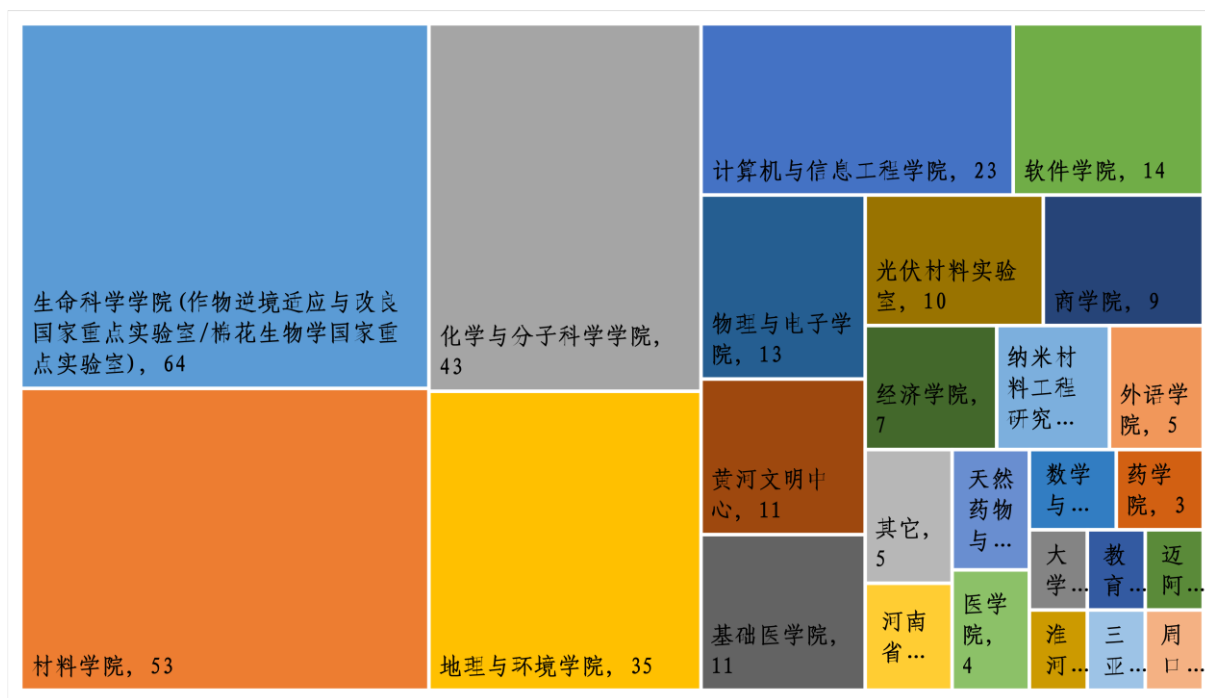 生命科学学院(作物逆境适应与改良
国家重点实验室/棉花生物学国家重
点实验室), 64
材料学院, 53
化学与分子科学学院,
43
地理与环境学院, 35
计算机与信息工程学院, 23
软件学院, 14
物理与电子学
院, 13
黄河文明中
心, 11
基础医学院,
11
光伏材料实验
室, 10
商学院, 9
经济学院,
7
纳米材
料工程
研究...
外语学
院, 5
其它,
5
河南
省...
天然
药物
与...
医学
院,
4
数学
与...
药学
院, 3
大
学...
教
育...
迈
阿...
淮
河...
三
亚...
周
口...